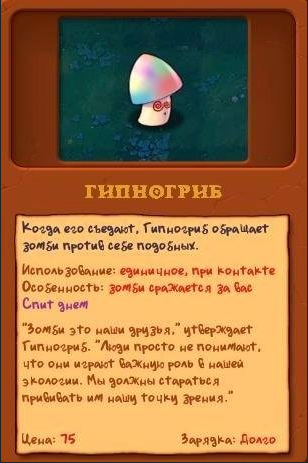 ГИПНОГРИБ
Когда его съедают, Гипногриб обращает
зомби против себе подобных.
Использование: единичное, при контакте
Особенность: зомби сражается за вас
Спит днем
"Зомби это наши друзья," утверждает
Гипногриб. "Люди просто не понимают,
что они играют важную роль в нашей
экологии. Мы должны стараться
прививать им нашу точку зрения."
Цена: 75 Зарядка: Долго